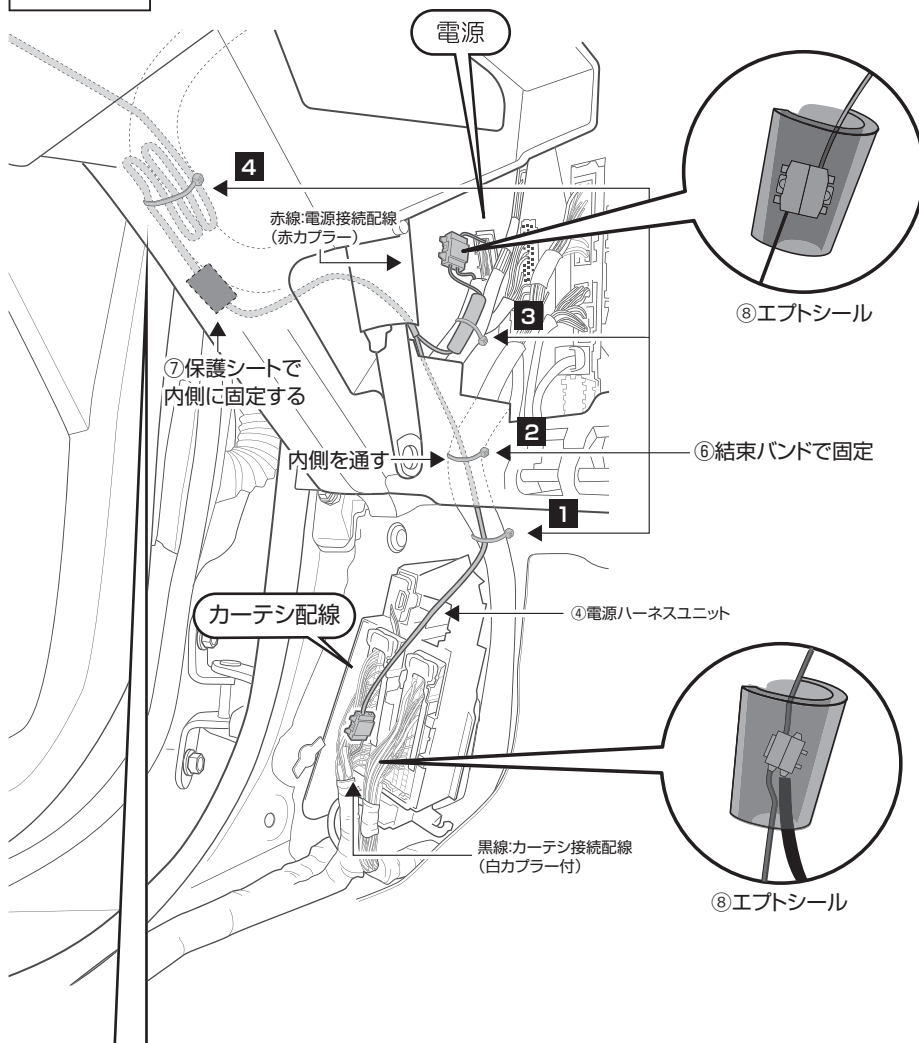 電源
4
赤線:電源接続配線
（赤カプラー）
⑧エプトシール
3
⑦保護シートで
内側に固定する
2
内側を通す
⑥結束バンドで固定
1
カーテシ配線
④電源ハーネスユニット
黒線:カーテシ接続配線
（白カプラー付）
⑧エプトシール